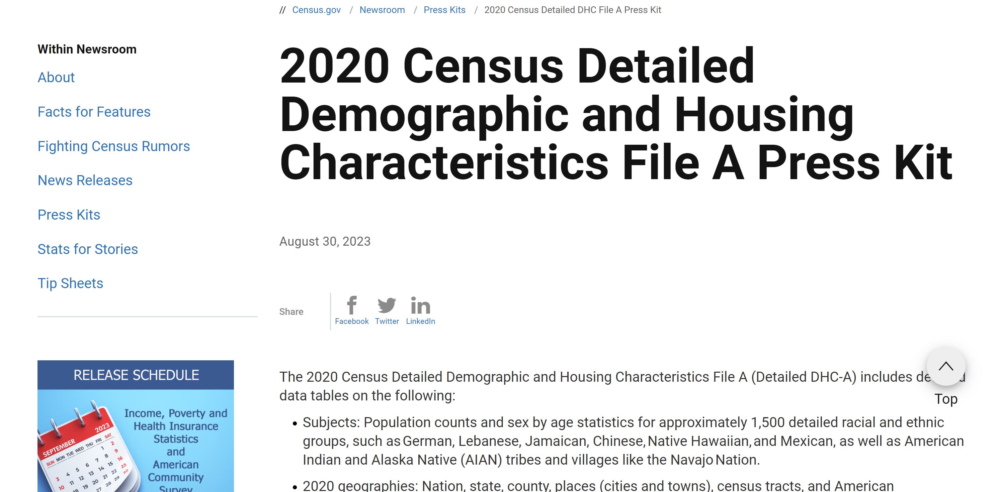 // Census.gov / Newsroom / Press Kits / 2020 Census Detailed DHC File A Press Kit
Within Newsroom
About
Facts for Features
Fighting Census Rumors
News Releases
Press Kits
Stats for Stories
Tip Sheets
2020 Census Detailed
Demographic and Housing
Characteristics File A Press Kit
August 30, 2023
Share
Facebook Twitter LinkedIn
The 2020 Census Detailed Demographic and Housing Characteristics File A (Detailed DHC-A) includes
data tables on the following:
• Subjects: Population counts and sex by age statistics for approximately 1,500 detailed racial and ethnic
groups, such as German, Lebanese, Jamaican, Chinese, Native Hawaiian, and Mexican, as well as American
Indian and Alaska Native (AIAN) tribes and villages like the Navajo Nation.
• 2020 geographies: Nation, state, county, places (cities and towns), census tracts, and American
Top
RELEASE SCHEDULE
Income, Poverty and
Health Insurance
Statistics
and
American
Community
Survey
2023
SEPTEMBER
SUN MON TUE WED THU FRI SAT
1 2
3 4 5 6 7 8 9
10 11 12 13 14 15 16
18 19 20 21 22 23
27 28 29 30